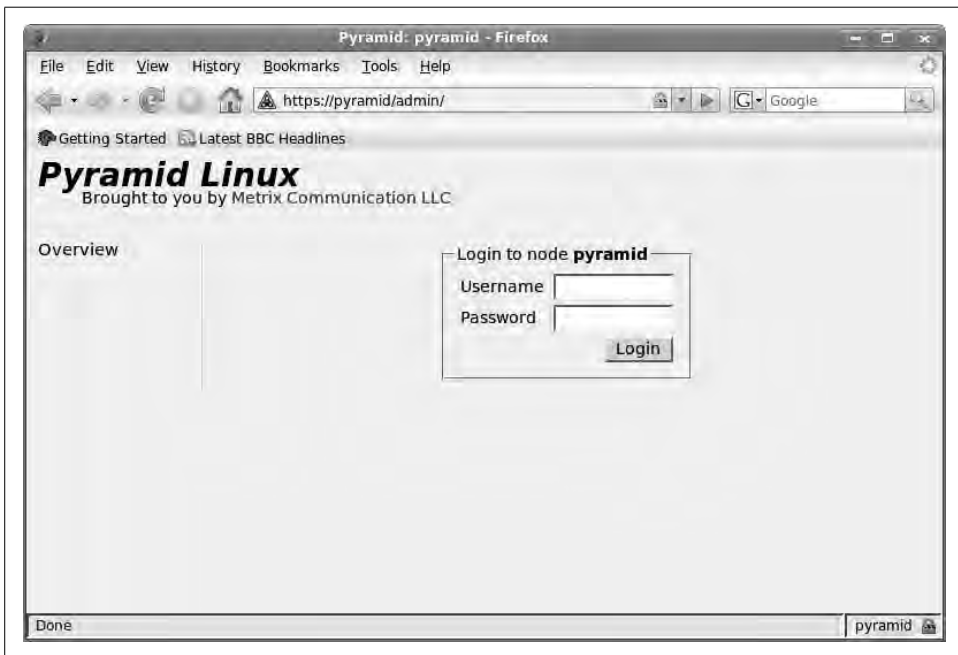 Pyramid: pyramid - Firefox
File Edit View History Bookmarks Tools Help
https://pyramid/admin/ G Google
Getting Started Latest BBC Headlines
Pyramid Linux
Brought to you by Metrix Communication LLC
Overview
Login to node pyramid
Username
Password
Login
Done pyramid